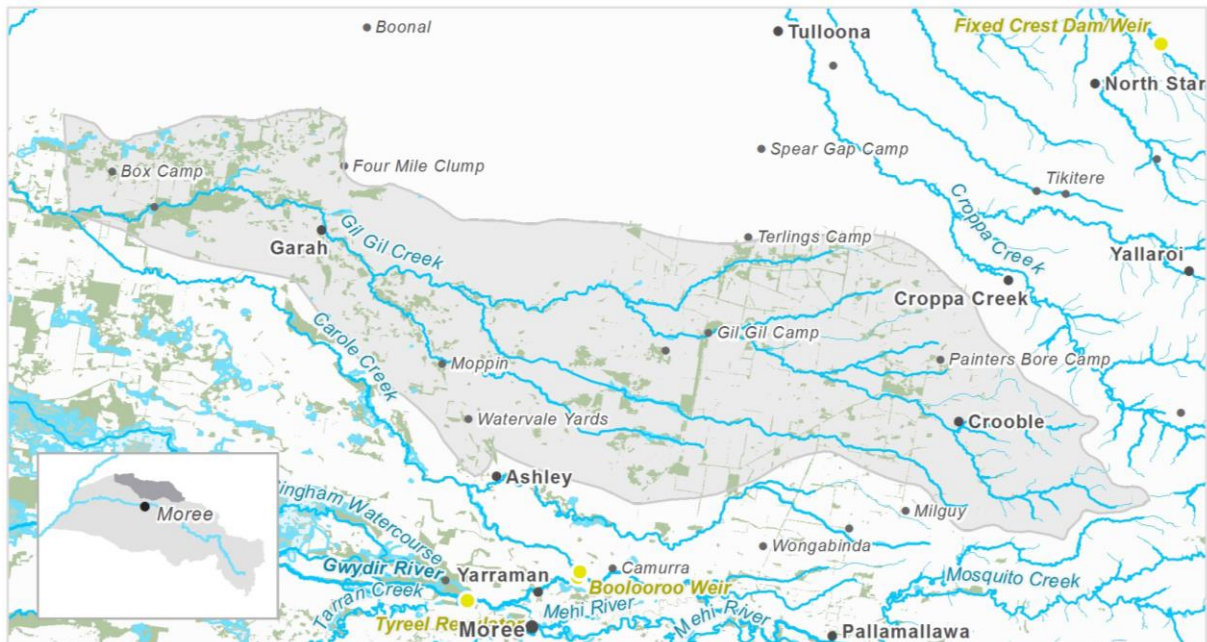 Boonal
Tulloona
Fixed Crest Dam/Weir
North Star
Spear Gap Camp
Box Camp
Four Mile Clump
Tikitere
Croppa Creek
Garah
Gil Gil Creek
Terlings Camp
Yallaroi
Croppa Creek
Carole Creek
Gil Gil Camp
Moppin
Painters Bore Camp
Watervale Yards
Crooble
Ashley
Moree
Watercourse
Milguy
Wongabinda
Gwydir River
Yarraman
Camurra
Boolooroo Weir
Mosquito Creek
Tarran Creek
Tyreel
Mehi River
Mehi River
Moree
Pallamallawa